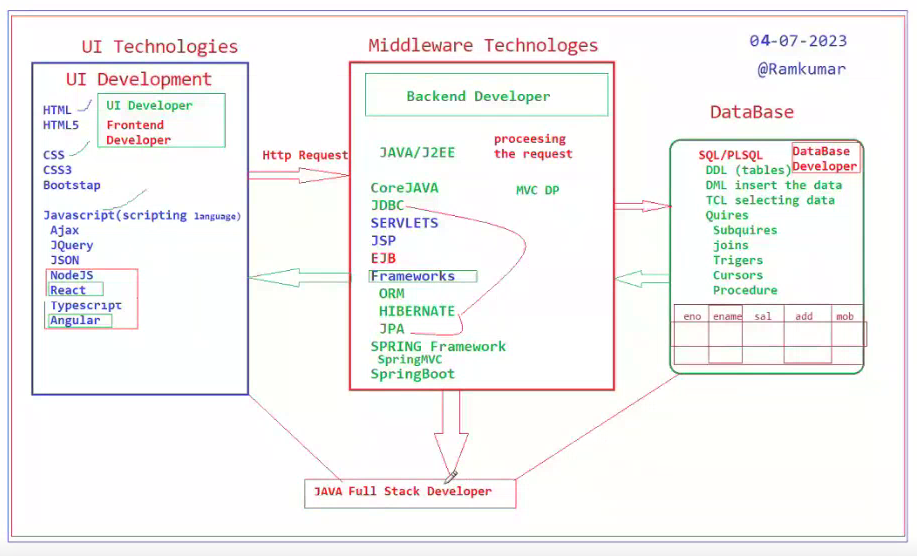 UI Technologies
UI Development
HTML
HTML5
UI Developer
Frontend
Developer
CSS
CSS3
Bootstap
Javascript(scripting language)
Ajax
JQuery
JSON
NodeJS
React
Typescript
Angular
Http Request
Middleware Technologes
Backend Developer
JAVA/J2EE
proceesing
the request
CoreJAVA
MVC DP
JDBC
SERVLETS
JSP
EJB
Frameworks
ORM
HIBERNATE
JPA
SPRING Framework
SpringMVC
SpringBoot
04-07-2023
@Ramkumar
DataBase
SQL/PLSQL
DataBase
Developer
DDL (tables)
DML insert the data
TCL selecting data
Quires
Subquires
joins
Trigers
Cursors
Procedure
eno ename sal add mob
JAVA Full Stack Developer